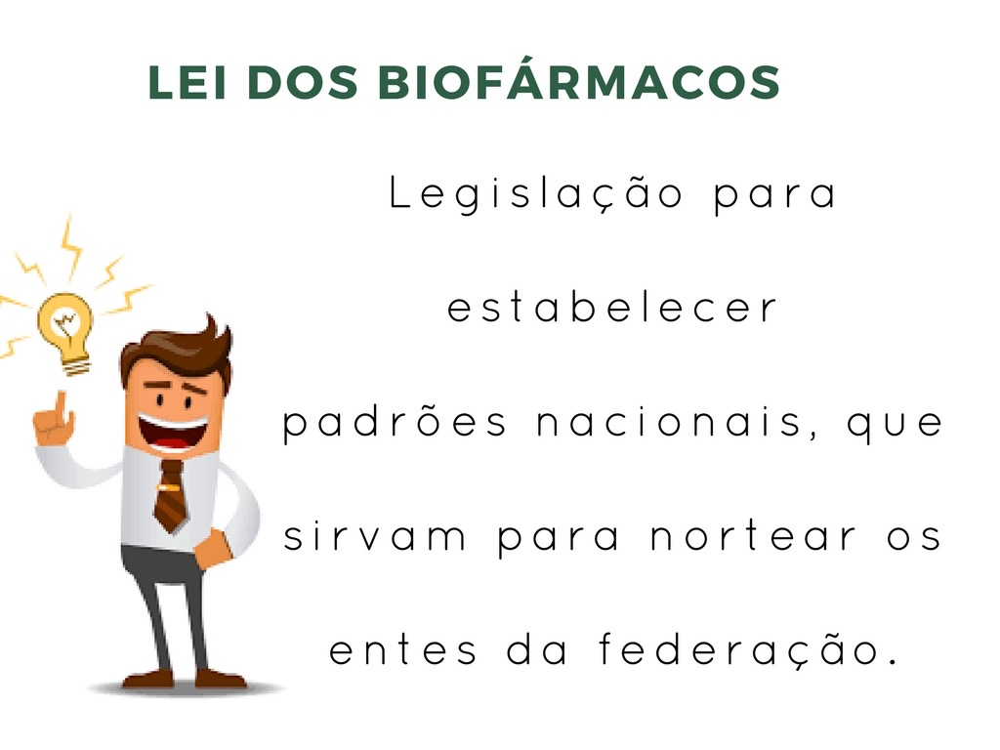 LEI DOS BIOFÁRMACOS
Legislação para
estabelecer
padrões nacionais, que
sirvam para nortear os
entes da federação.